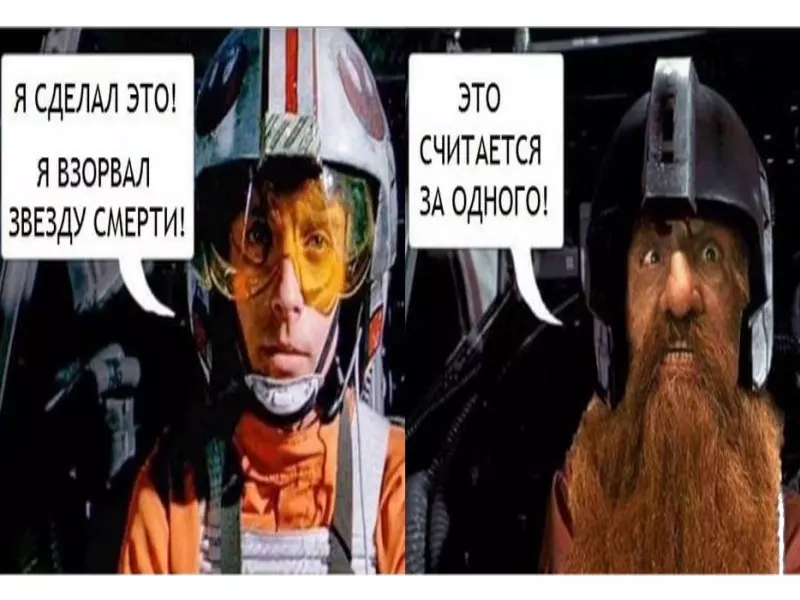 Я СДЕЛАЛ ЭТО!
Я ВЗОРВАЛ
ЗВЕЗДУ СМЕРТИ!
ЭТО
СЧИТАЕТСЯ
ЗА ОДНОГО!